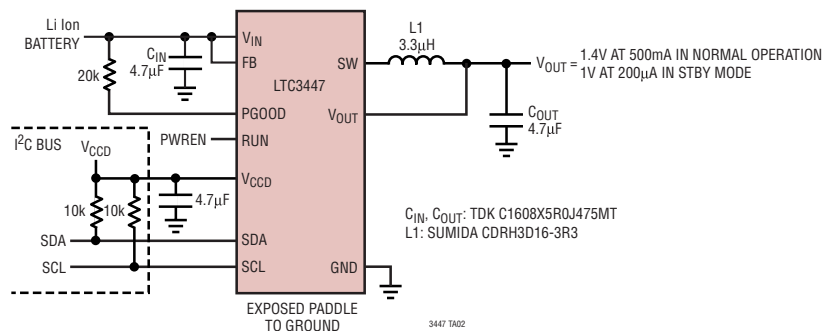 Li Ion
BATTERY
C_IN
4.7µF
20k
V_IN
FB
PGOOD
RUN
V_CCD
SDA
SCL
LTC3447
SW
V_OUT
GND
PWREN
I²C BUS
V_CCD
10k
10k
4.7µF
SDA
SCL
L1
3.3µH
V_OUT = 1.4V AT 500mA IN NORMAL OPERATION
1V AT 200µA IN STBY MODE
C_OUT
4.7µF
C_IN, C_OUT: TDK C1608X5R0J475MT
L1: SUMIDA CDRH3D16-3R3
EXPOSED PADDLE
TO GROUND
3447 TA02